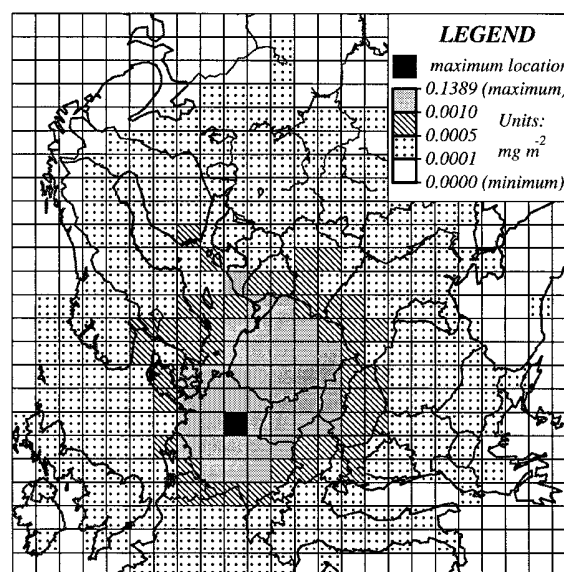 LEGEND
maximum location
0.1389 (maximum)
0.0010
Units:
0.0005
mg m-2
0.0001
0.0000 (minimum)